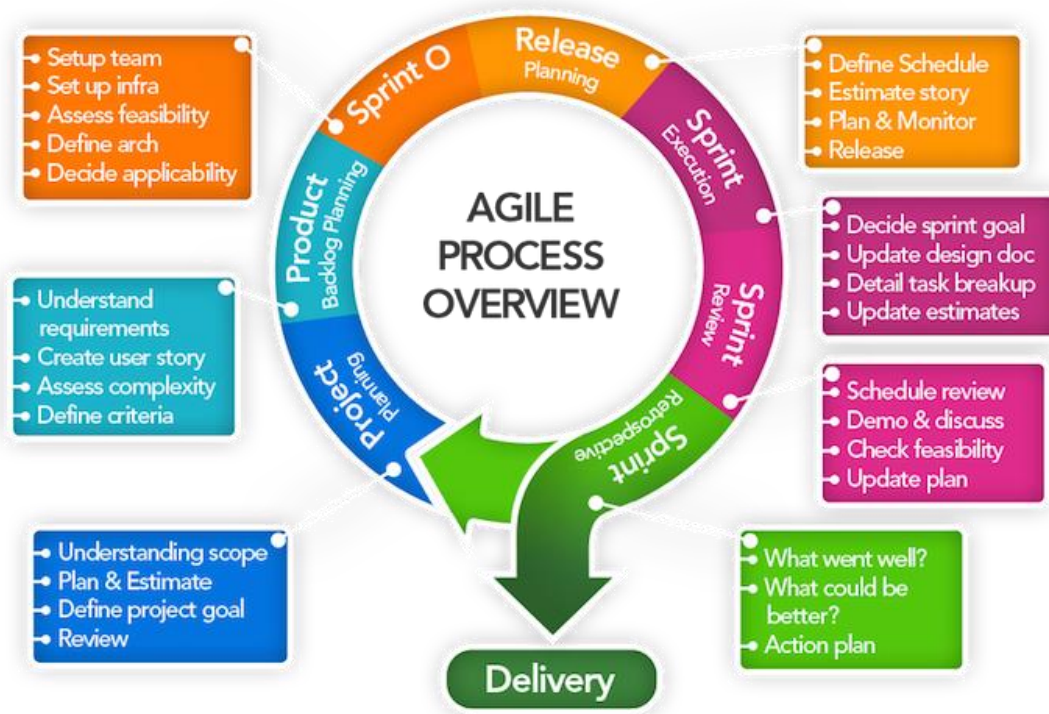 AGILE
PROCESS
OVERVIEW
Project
planning
Understanding scope
Plan & Estimate
Define project goal
Review
Product
Backlog Planning
Understand
requirements
Create user story
Assess complexity
Define criteria
Sprint O
Setup team
Set up infra
Assess feasibility
Define arch
Decide applicability
Release
Planning
Define Schedule
Estimate story
Plan & Monitor
Release
Sprint
Execution
Decide sprint goal
Update design doc
Detail task breakup
Update estimates
Sprint
Review
Schedule review
Demo & discuss
Check feasibility
Update plan
Sprint
Retrospective
What went well?
What could be
better?
Action plan
Delivery